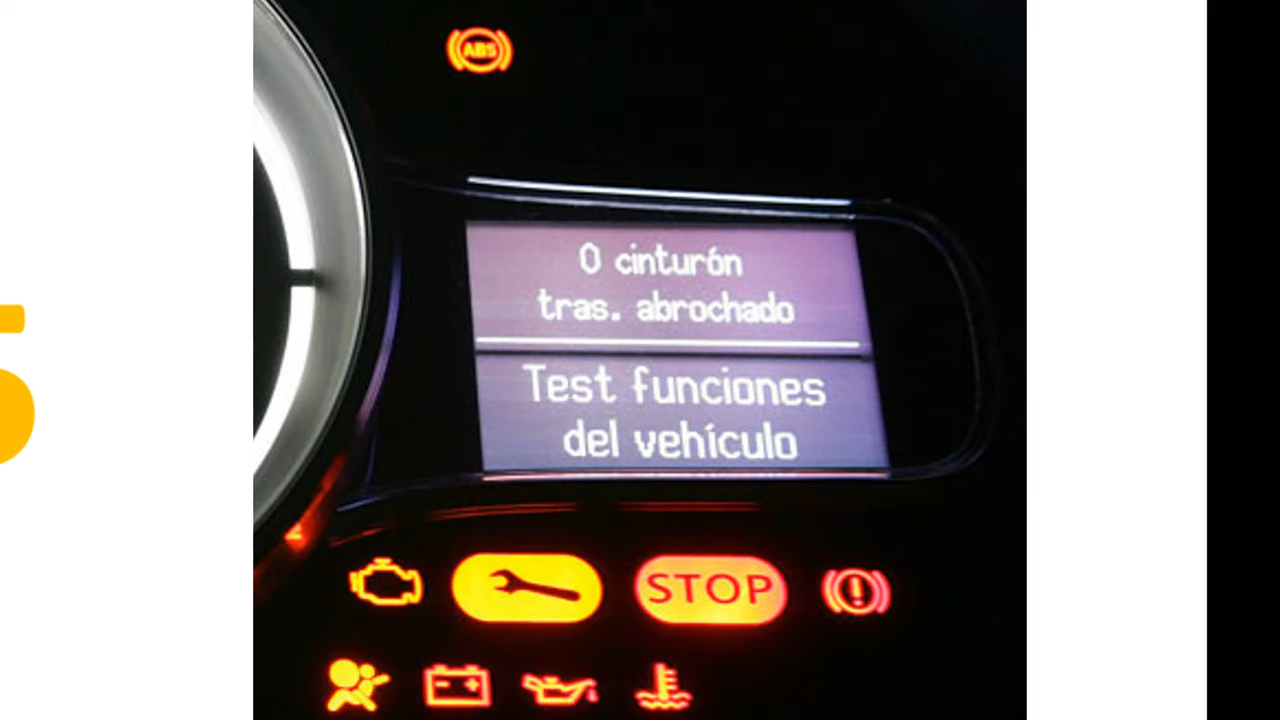 ABS
0 cinturón
tras. abrochado
Test funciones
del vehículo
STOP